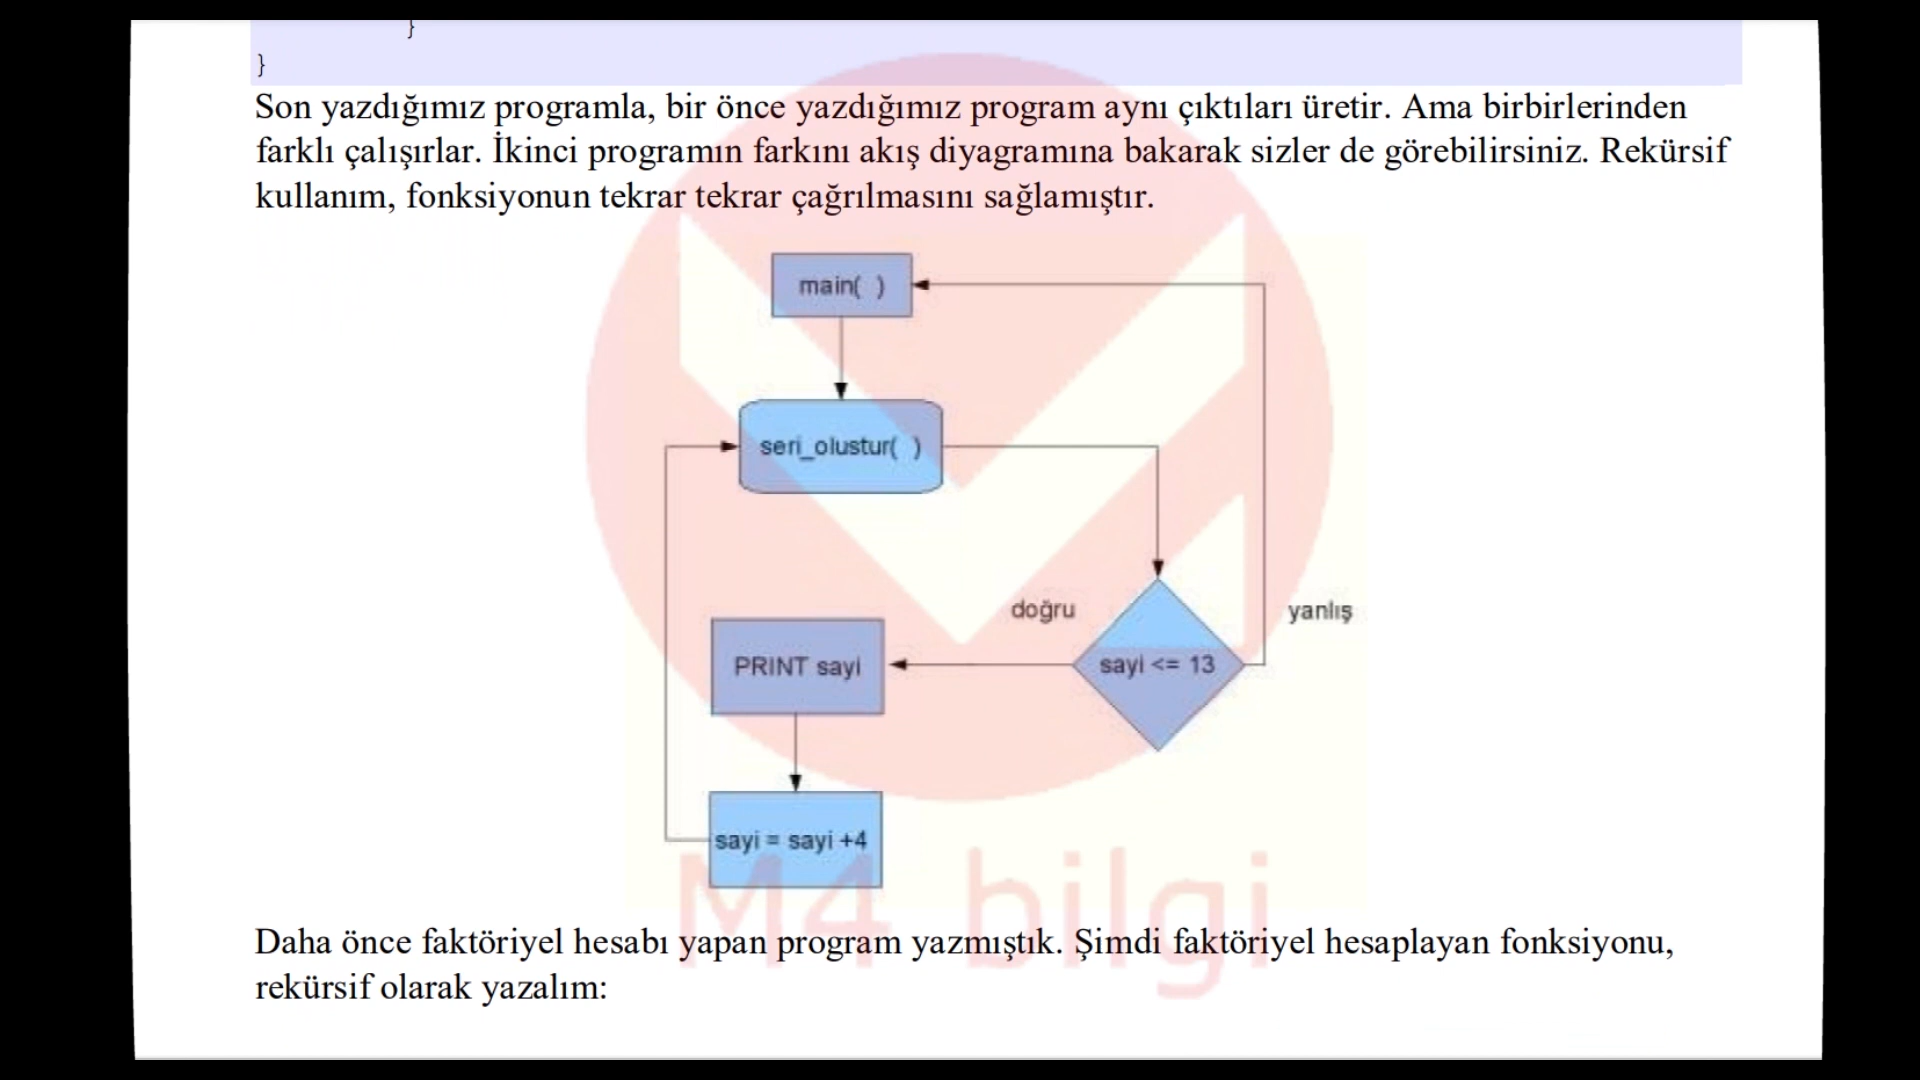 }
}
Son yazdığımız programla, bir önce yazdığımız program aynı çıktıları üretir. Ama birbirlerinden
farklı çalışırlar. İkinci programın farkını akış diyagramına bakarak sizler de görebilirsiniz. Rekürsif
kullanım, fonksiyonun tekrar tekrar çağrılmasını sağlamıştır.
main( )
seri_olustur( )
doğru
yanlış
PRINT sayi
sayi <= 13
sayi = sayi +4
M4 bilgi
Daha önce faktöriyel hesabı yapan program yazmıştık. Şimdi faktöriyel hesaplayan fonksiyonu,
rekürsif olarak yazalım: